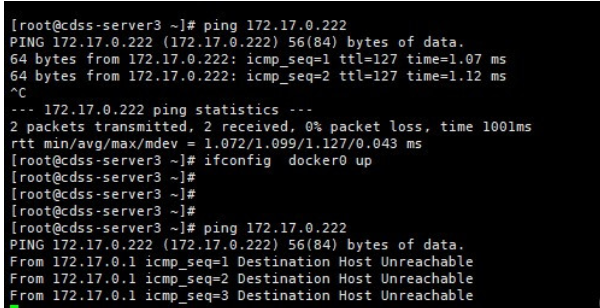 [root@cdss-server3 ~]# ping 172.17.0.222
PING 172.17.0.222 (172.17.0.222) 56(84) bytes of data.
64 bytes from 172.17.0.222: icmp_seq=1 ttl=127 time=1.07 ms
64 bytes from 172.17.0.222: icmp_seq=2 ttl=127 time=1.12 ms
^C
--- 172.17.0.222 ping statistics ---
2 packets transmitted, 2 received, 0% packet loss, time 1001ms
rtt min/avg/max/mdev = 1.072/1.099/1.127/0.043 ms
[root@cdss-server3 ~]# ifconfig  docker0 up
[root@cdss-server3 ~]#
[root@cdss-server3 ~]#
[root@cdss-server3 ~]#
[root@cdss-server3 ~]# ping 172.17.0.222
PING 172.17.0.222 (172.17.0.222) 56(84) bytes of data.
From 172.17.0.1 icmp_seq=1 Destination Host Unreachable
From 172.17.0.1 icmp_seq=2 Destination Host Unreachable
From 172.17.0.1 icmp_seq=3 Destination Host Unreachable